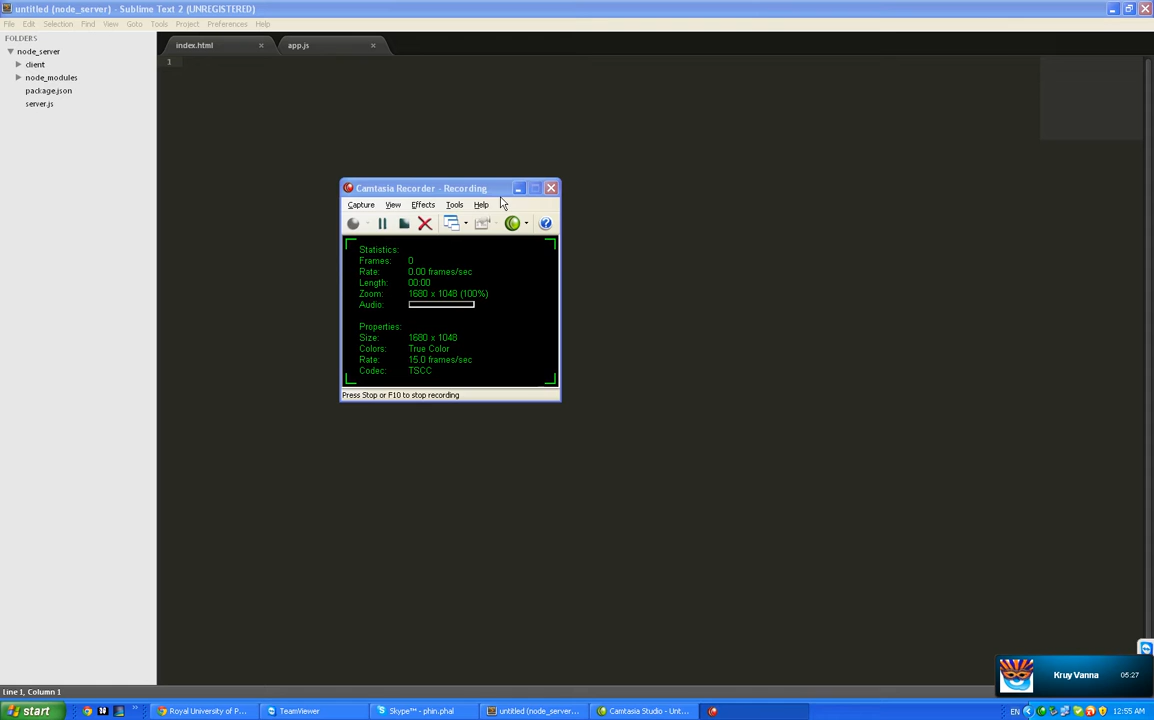 untitled (node_server) - Sublime Text 2 (UNREGISTERED)
File Edit Selection Find View Goto Tools Project Preferences Help
FOLDERS
node_server
client
node_modules
package.json
server.js
index.html
app.js
1
Camtasia Recorder - Recording
Capture View Effects Tools Help
Statistics:
Frames: 0
Rate: 0.00 frames/sec
Length: 00:00
Zoom: 1680 x 1048 (100%)
Audio:
Properties:
Size: 1680 x 1048
Colors: True Color
Rate: 15.0 frames/sec
Codec: TSCC
Press Stop or F10 to stop recording
Kruy Vanna 05:27
Line 1, Column 1
start
Royal University of P...
TeamViewer
Skype™ - phin.phal
untitled (node_server...
Camtasia Studio - Unt...
EN
12:55 AM